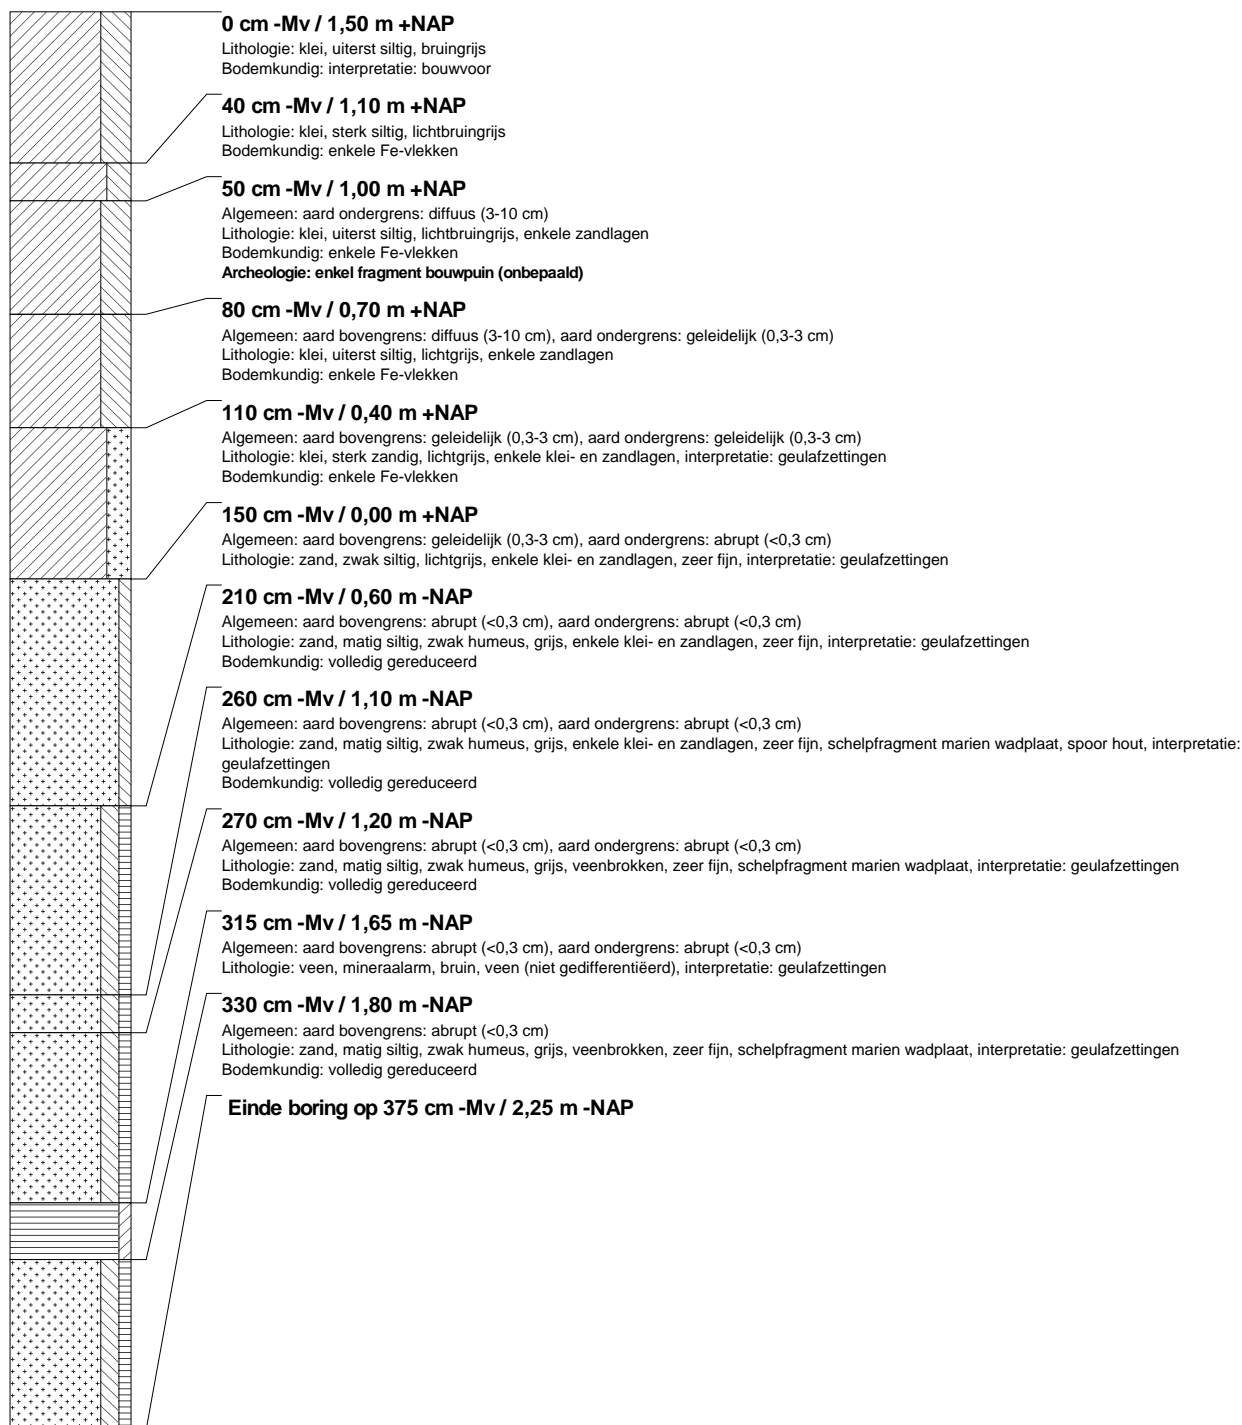 0 cm -Mv / 1,50 m +NAP
Lithologie: klei, uiterst siltig, bruingrijs
Bodemkundig: interpretatie: bouwvoor
40 cm -Mv / 1,10 m +NAP
Lithologie: klei, sterk siltig, lichtbruingrijs
Bodemkundig: enkele Fe-vlekken
50 cm -Mv / 1,00 m +NAP
Algemeen: aard ondergrens: diffuus (3-10 cm)
Lithologie: klei, uiterst siltig, lichtbruingrijs, enkele zandlagen
Bodemkundig: enkele Fe-vlekken
Archeologie: enkel fragment bouwpuin (onbepaald)
80 cm -Mv / 0,70 m +NAP
Algemeen: aard bovengrens: diffuus (3-10 cm), aard ondergrens: geleidelijk (0,3-3 cm)
Lithologie: klei, uiterst siltig, lichtgrijs, enkele zandlagen
Bodemkundig: enkele Fe-vlekken
110 cm -Mv / 0,40 m +NAP
Algemeen: aard bovengrens: geleidelijk (0,3-3 cm), aard ondergrens: geleidelijk (0,3-3 cm)
Lithologie: klei, sterk zandig, lichtgrijs, enkele klei- en zandlagen, interpretatie: geulafzettingen
Bodemkundig: enkele Fe-vlekken
150 cm -Mv / 0,00 m +NAP
Algemeen: aard bovengrens: geleidelijk (0,3-3 cm), aard ondergrens: abrupt (<0,3 cm)
Lithologie: zand, zwak siltig, lichtgrijs, enkele klei- en zandlagen, zeer fijn, interpretatie: geulafzettingen
210 cm -Mv / 0,60 m -NAP
Algemeen: aard bovengrens: abrupt (<0,3 cm), aard ondergrens: abrupt (<0,3 cm)
Lithologie: zand, matig siltig, zwak humeus, grijs, enkele klei- en zandlagen, zeer fijn, interpretatie: geulafzettingen
Bodemkundig: volledig gereduceerd
260 cm -Mv / 1,10 m -NAP
Algemeen: aard bovengrens: abrupt (<0,3 cm), aard ondergrens: abrupt (<0,3 cm)
Lithologie: zand, matig siltig, zwak humeus, grijs, enkele klei- en zandlagen, zeer fijn, schelpfragment marien wadplaat, spoor hout, interpretatie:
geulafzettingen
Bodemkundig: volledig gereduceerd
270 cm -Mv / 1,20 m -NAP
Algemeen: aard bovengrens: abrupt (<0,3 cm), aard ondergrens: abrupt (<0,3 cm)
Lithologie: zand, matig siltig, zwak humeus, grijs, veenbrokken, zeer fijn, schelpfragment marien wadplaat, interpretatie: geulafzettingen
Bodemkundig: volledig gereduceerd
315 cm -Mv / 1,65 m -NAP
Algemeen: aard bovengrens: abrupt (<0,3 cm), aard ondergrens: abrupt (<0,3 cm)
Lithologie: veen, mineraalarm, bruin, veen (niet gedifferentiëerd), interpretatie: geulafzettingen
330 cm -Mv / 1,80 m -NAP
Algemeen: aard bovengrens: abrupt (<0,3 cm)
Lithologie: zand, matig siltig, zwak humeus, grijs, veenbrokken, zeer fijn, schelpfragment marien wadplaat, interpretatie: geulafzettingen
Bodemkundig: volledig gereduceerd
Einde boring op 375 cm -Mv / 2,25 m -NAP